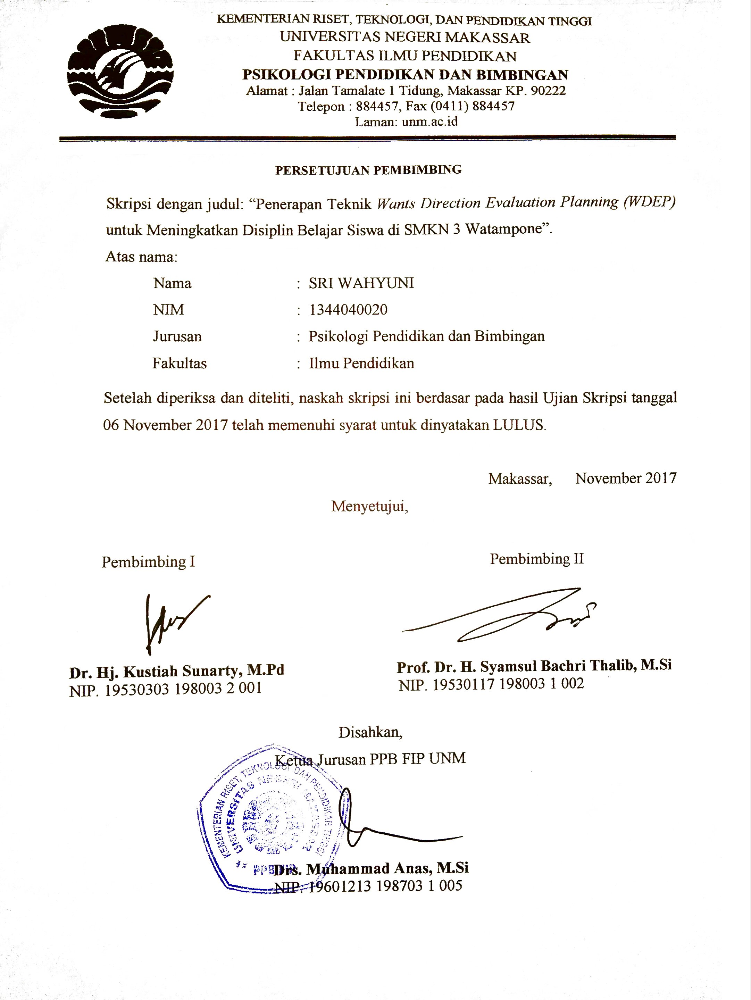 KEMENTERIAN RISET, TEKNOLOGI, DAN PENDIDIKAN TINGGI
UNIVERSITAS NEGERI MAKASSAR
FAKULTAS ILMU PENDIDIKAN
PSIKOLOGI PENDIDIKAN DAN BIMBINGAN
Alamat : Jalan Tamalate 1 Tidung, Makassar KP. 90222
Telepon : 884457, Fax (0411) 884457
Laman: unm.ac.id
PERSETUJUAN PEMBIMBING
Skripsi dengan judul: “Penerapan Teknik Wants Direction Evaluation Planning (WDEP)
untuk Meningkatkan Disiplin Belajar Siswa di SMKN 3 Watampone”.
Atas nama:
Nama : SRI WAHYUNI
NIM : 1344040020
Jurusan : Psikologi Pendidikan dan Bimbingan
Fakultas : Ilmu Pendidikan
Setelah diperiksa dan diteliti, naskah skripsi ini berdasar pada hasil Ujian Skripsi tanggal
06 November 2017 telah memenuhi syarat untuk dinyatakan LULUS.
Makassar, November 2017
Menyetujui,
Pembimbing I Pembimbing II
Dr. Hj. Kustiah Sunarty, M.Pd Prof. Dr. H. Syamsul Bachri Thalib, M.Si
NIP. 19530303 198003 2 001 NIP. 19530117 198003 1 002
Disahkan,
Ketua Jurusan PPB FIP UNM
KEMENTERIAN RISET, TEKNOLOGI DAN PENDIDIKAN TINGGI
UNIVERSITAS NEGERI MAKASSAR
PPB
Drs. Muhammad Anas, M.Si
NIP. 19601213 198703 1 005